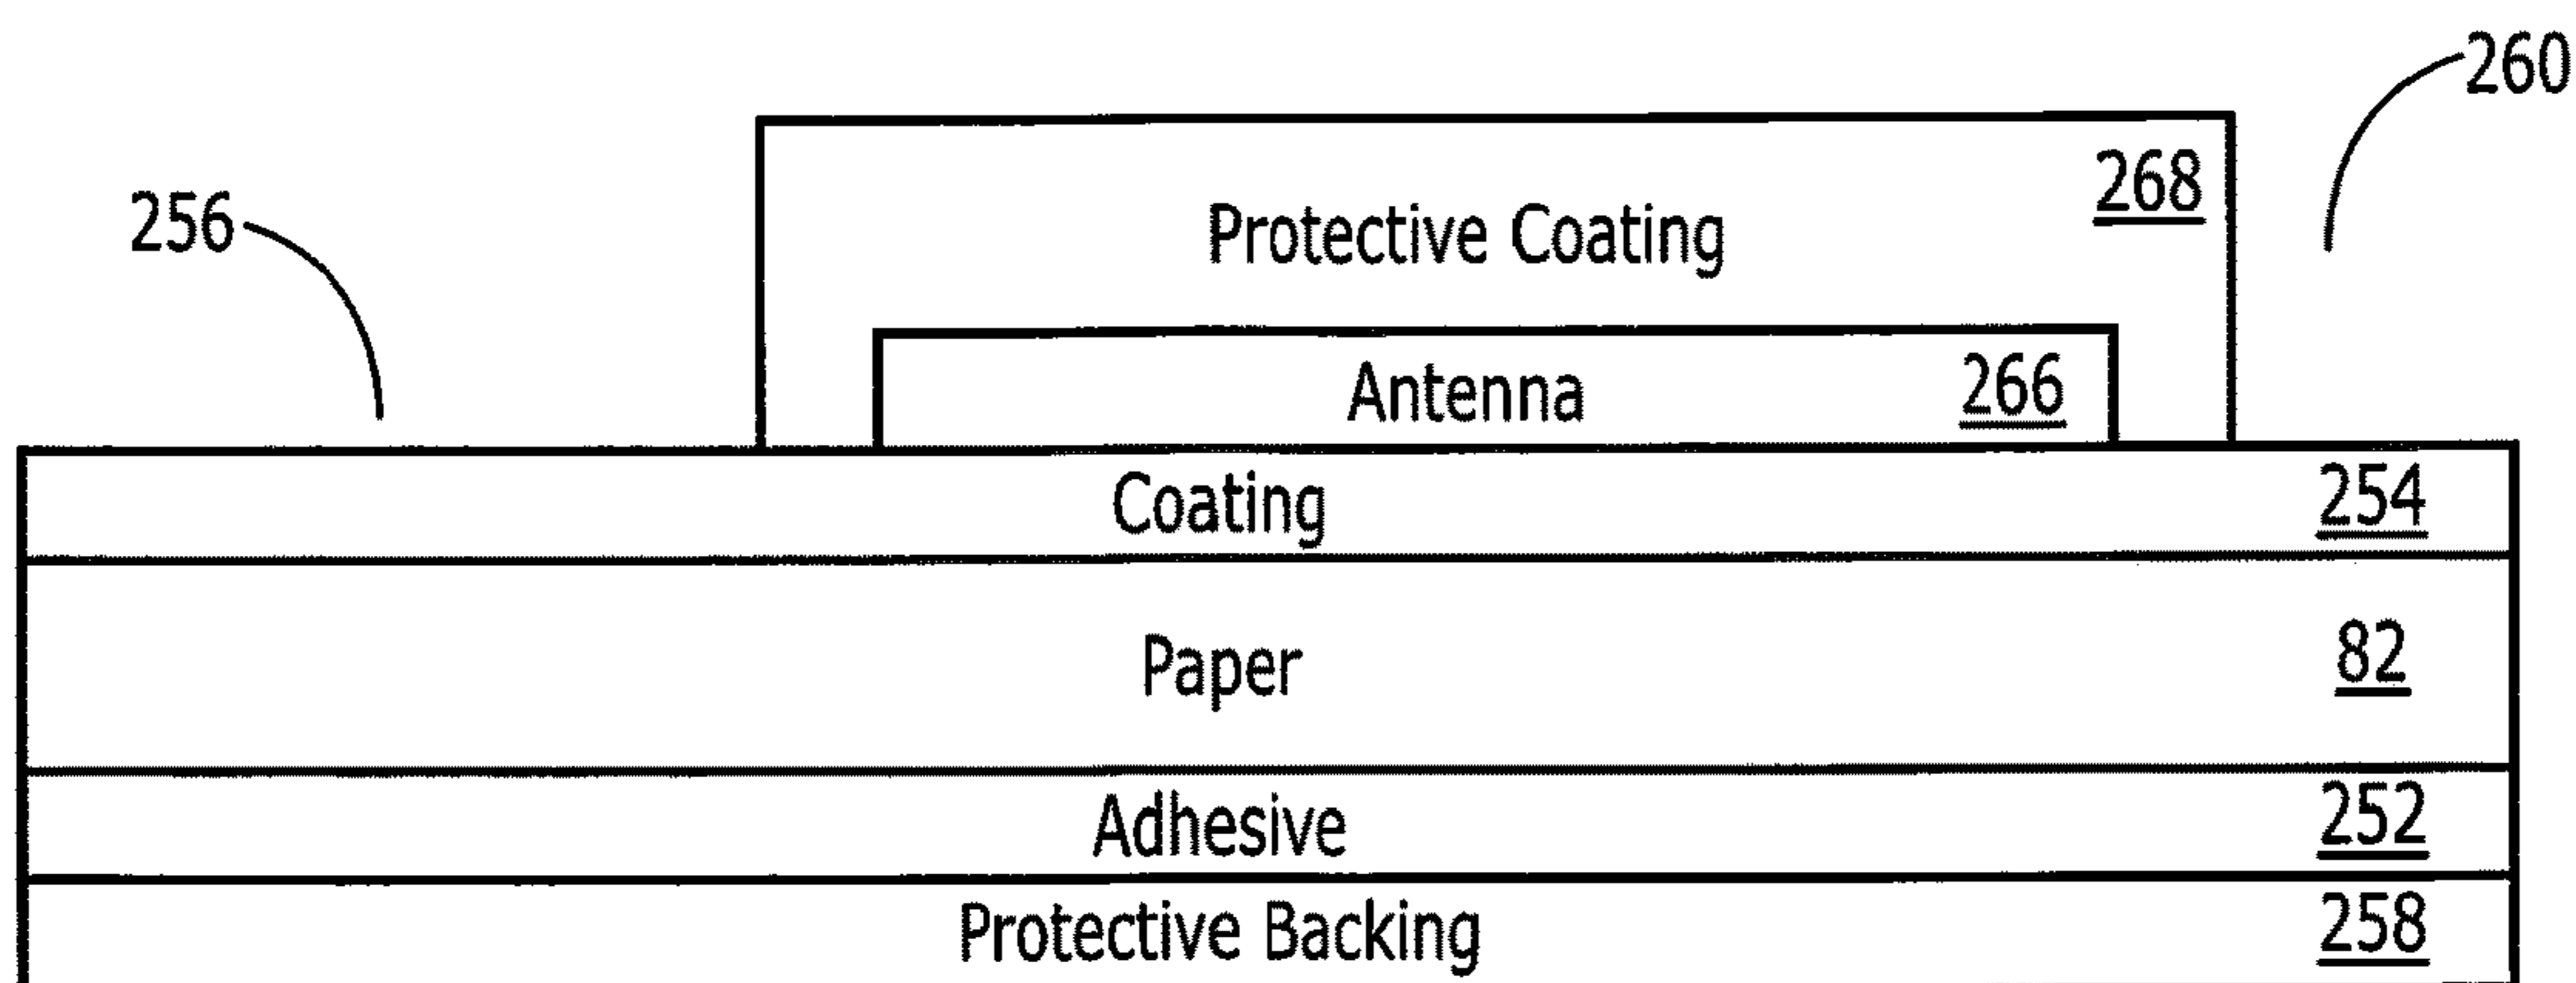 260
256
268
Protective Coating
Antenna 266
Coating 254
Paper 82
Adhesive 252
Protective Backing 258